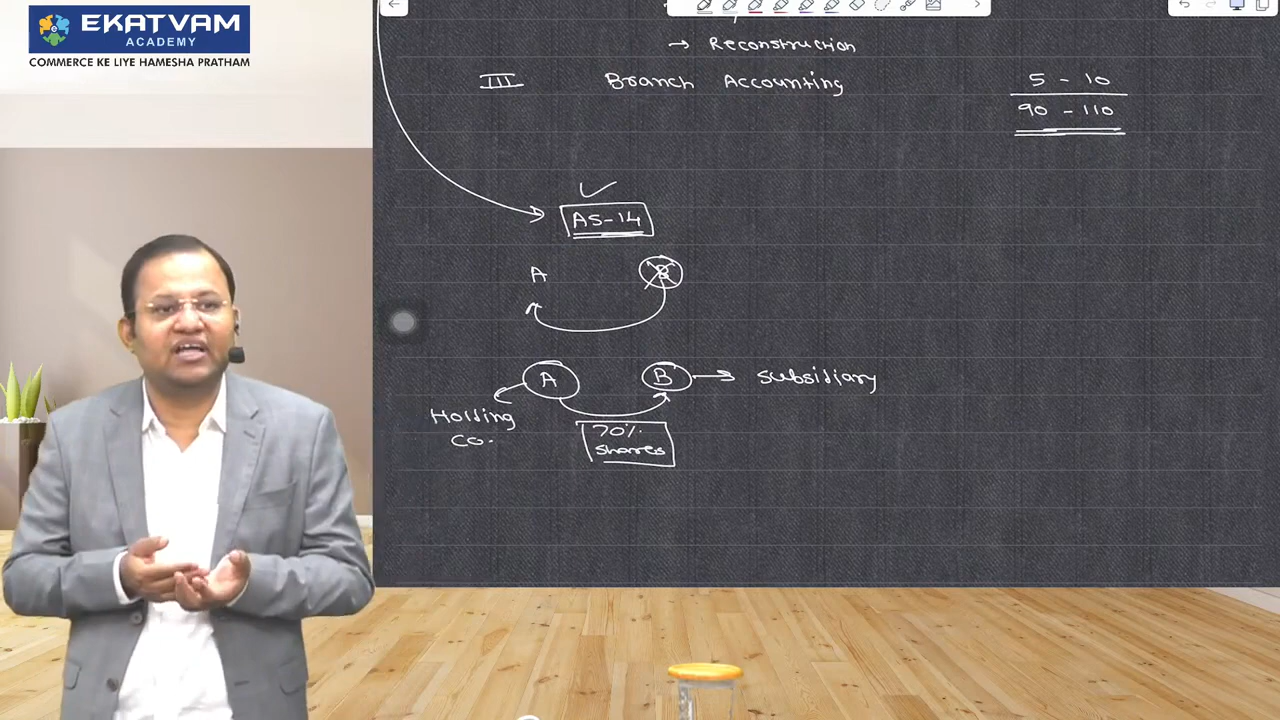 EKATVAM
ACADEMY
COMMERCE KE LIYE HAMESHA PRATHAM
→ Reconstruction
III Branch Accounting
5 - 10
90 - 110
AS-14
A B
A B → subsidiary
Holding
co.
70%
shares